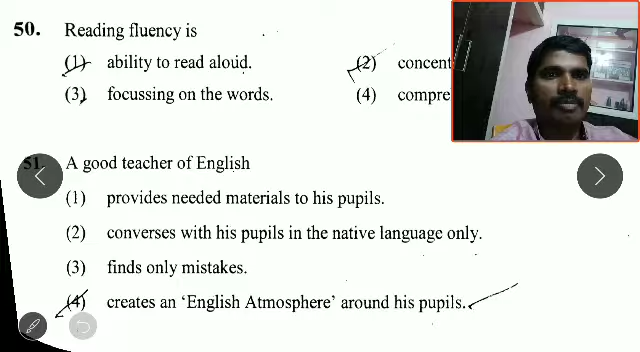 50. Reading fluency is
(1) ability to read aloud. (2)
(3) focussing on the words. (4)
51. A good teacher of English
(1) provides needed materials to his pupils.
(2) converses with his pupils in the native language only.
(3) finds only mistakes.
(4) creates an ‘English Atmosphere’ around his pupils.